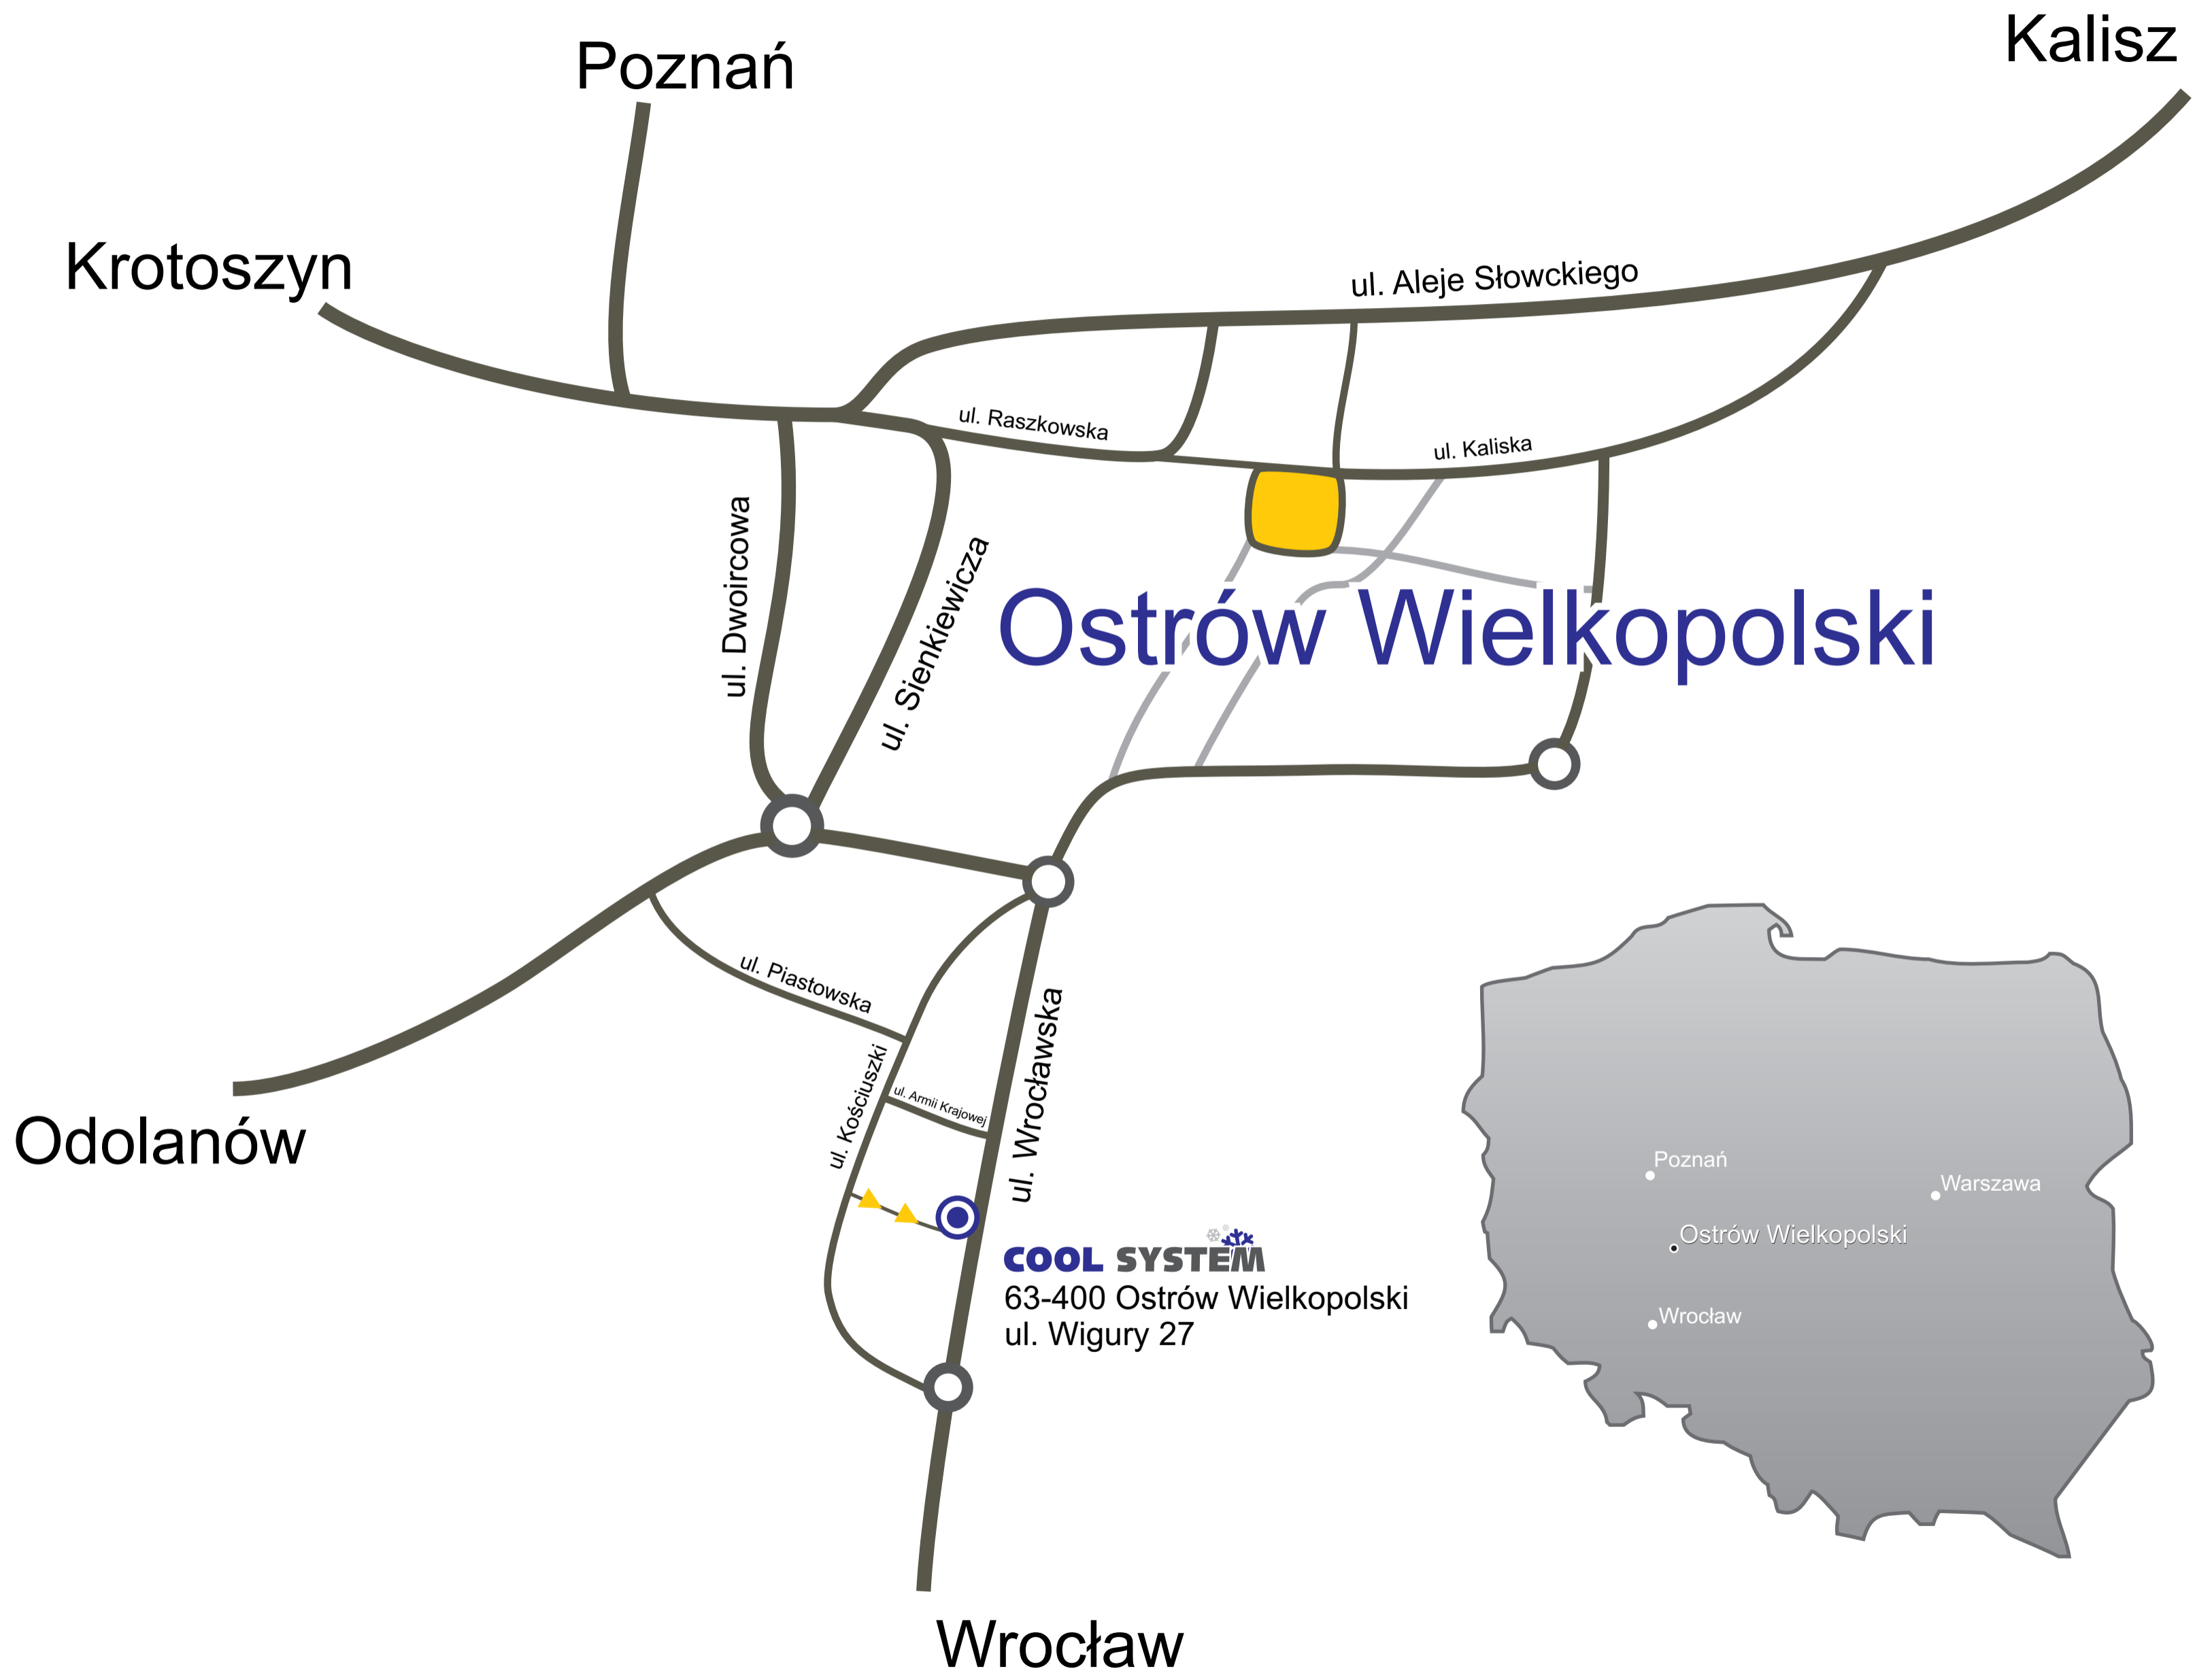 Kalisz
Poznań
Krotoszyn
ul. Aleje Słowckiego
ul. Raszkowska
ul. Kaliska
ul. Dwoircowa
ul. Sienkiewicza
Ostrów Wielkopolski
ul. Piastowska
ul. Kościuszki
ul. Armii Krajowej
ul. Wrocławska
Odolanów
COOL SYSTEM
63-400 Ostrów Wielkopolski
ul. Wigury 27
Poznań
Warszawa
Ostrów Wielkopolski
Wrocław
Wrocław